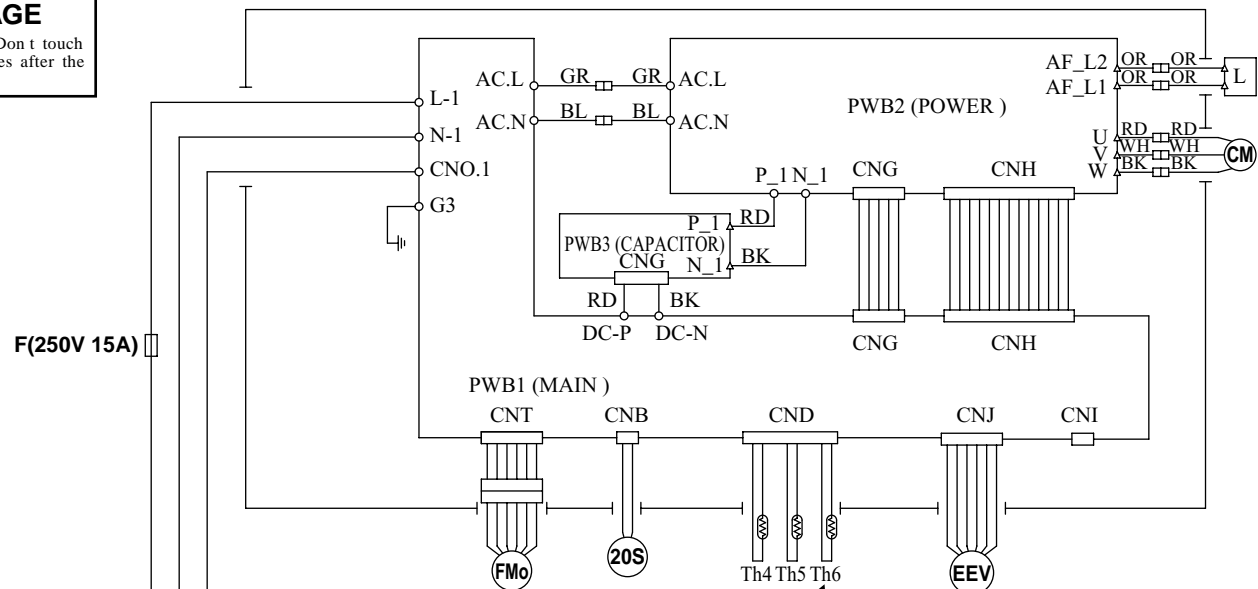 AGE
Don t touch
es after the
L-1
N-1
CNO.1
G3
AC.L GR GR AC.L
AC.N BL BL AC.N
PWB2 (POWER )
AF_L2 OR OR
AF_L1 OR OR
L
U RD RD
V WH WH
W BK BK
CM
P_1 N_1 CNG CNH
P_1 RD
PWB3 (CAPACITOR)
CNG N_1 BK
RD BK
DC-P DC-N CNG CNH
F(250V 15A)
PWB1 (MAIN )
CNT CNB CND CNJ CNI
FMo 20S Th4 Th5 Th6 EEV